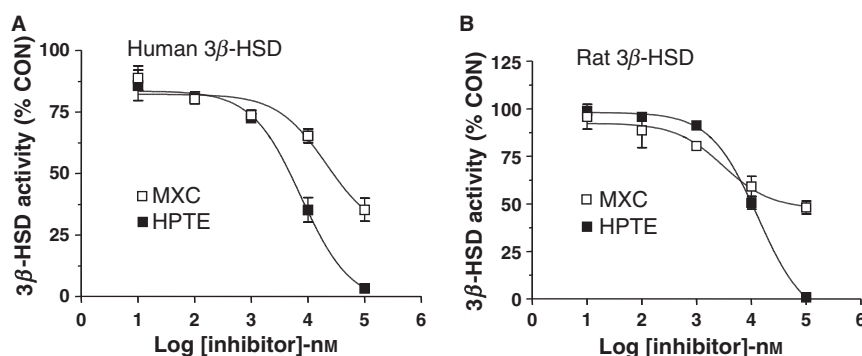 A
Human 3β-HSD
3β-HSD activity (% CON)
100
75
50
25
0
MXC
HPTE
0 1 2 3 4 5 6
Log [inhibitor]-nM
B
Rat 3β-HSD
3β-HSD activity (% CON)
125
100
75
50
25
0
MXC
HPTE
0 1 2 3 4 5 6
Log [inhibitor]-nM